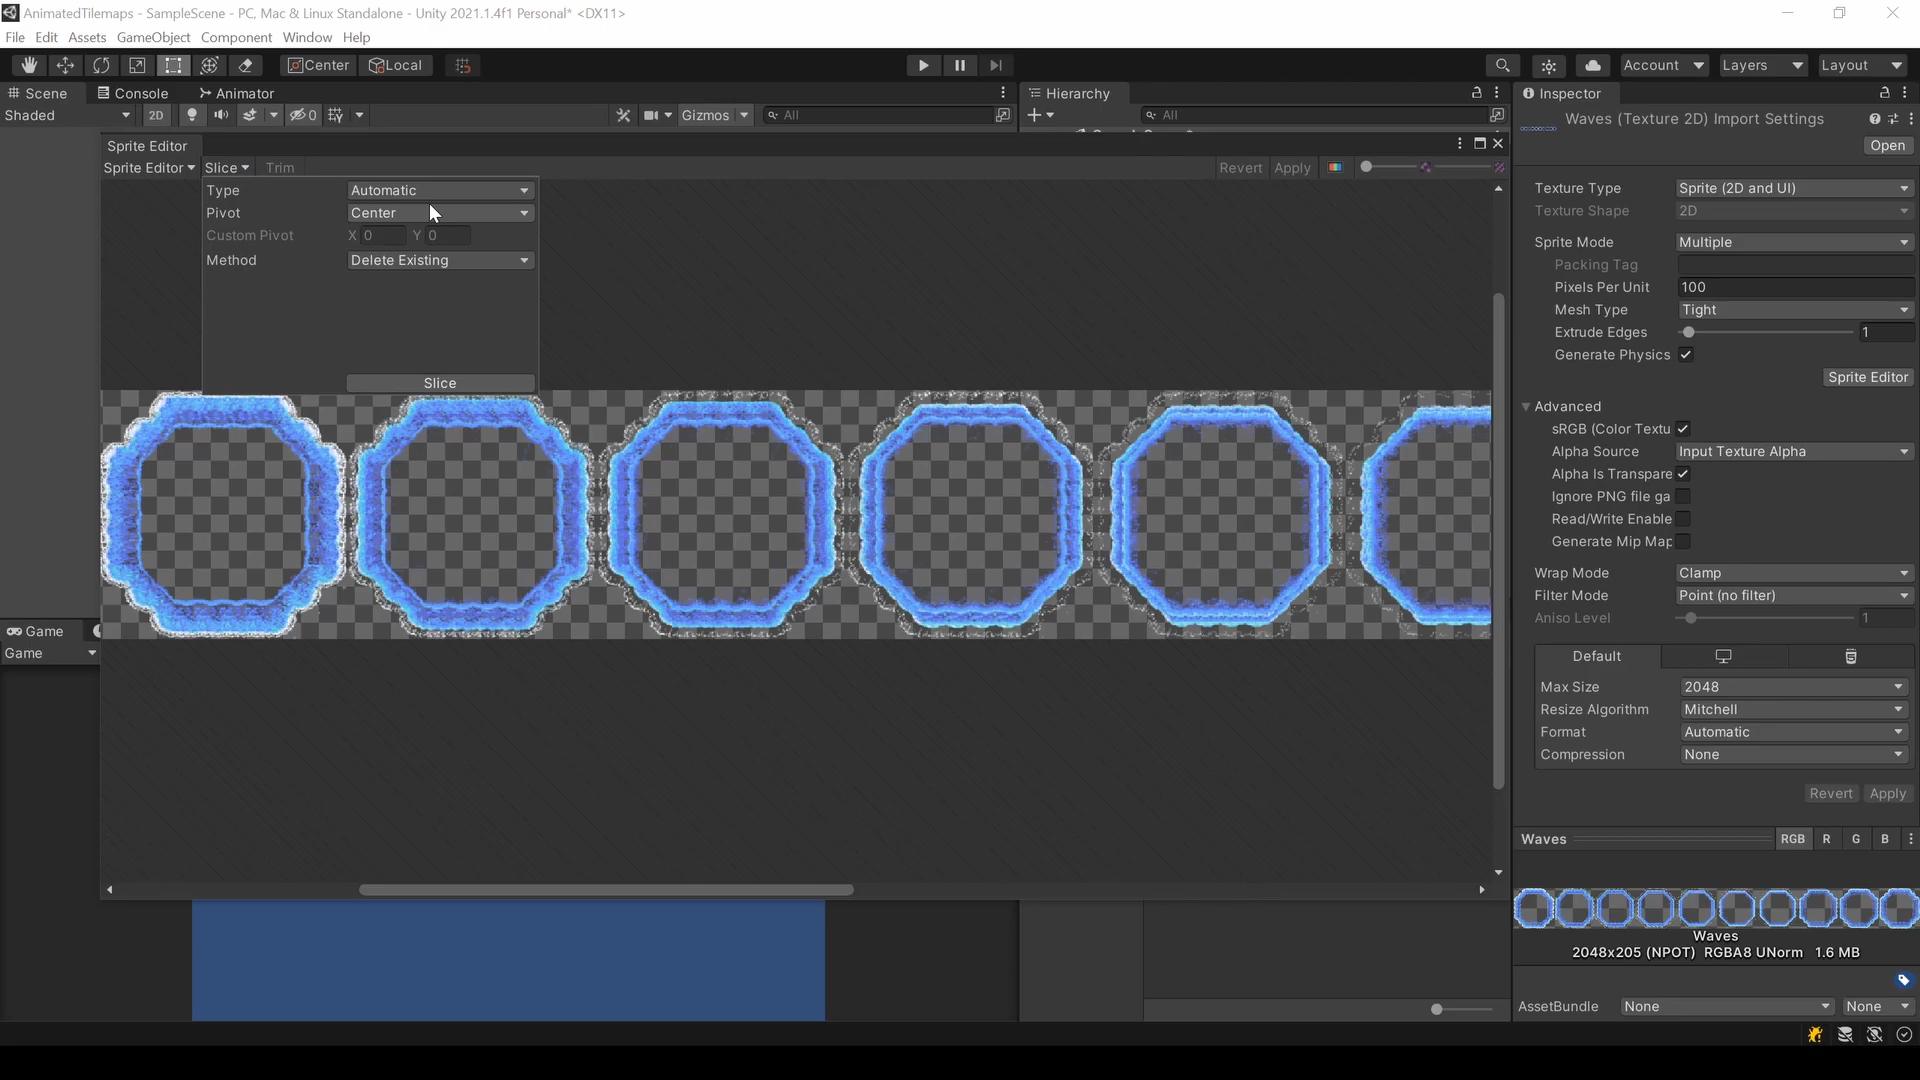 AnimatedTilemaps - SampleScene - PC, Mac & Linux Standalone - Unity 2021.1.4f1 Personal* <DX11>
File Edit Assets GameObject Component Window Help
Center Local Account Layers Layout
Scene Console Animator Hierarchy Inspector
Shaded 2D 0 Gizmos All All
Waves (Texture 2D) Import Settings
Open
Sprite Editor
Sprite Editor Slice Trim Revert Apply
Type Automatic
Pivot Center
Custom Pivot X 0 Y 0
Method Delete Existing
Slice
Texture Type Sprite (2D and UI)
Texture Shape 2D
Sprite Mode Multiple
Packing Tag
Pixels Per Unit 100
Mesh Type Tight
Extrude Edges 1
Generate Physics
Sprite Editor
Advanced
sRGB (Color Textu
Alpha Source Input Texture Alpha
Alpha Is Transpare
Ignore PNG file ga
Read/Write Enable
Generate Mip Map
Wrap Mode Clamp
Filter Mode Point (no filter)
Aniso Level 1
Default
Max Size 2048
Resize Algorithm Mitchell
Format Automatic
Compression None
Revert Apply
Game
Game
Waves RGB R G B
Waves
2048x205 (NPOT) RGBA8 UNorm 1.6 MB
AssetBundle None None